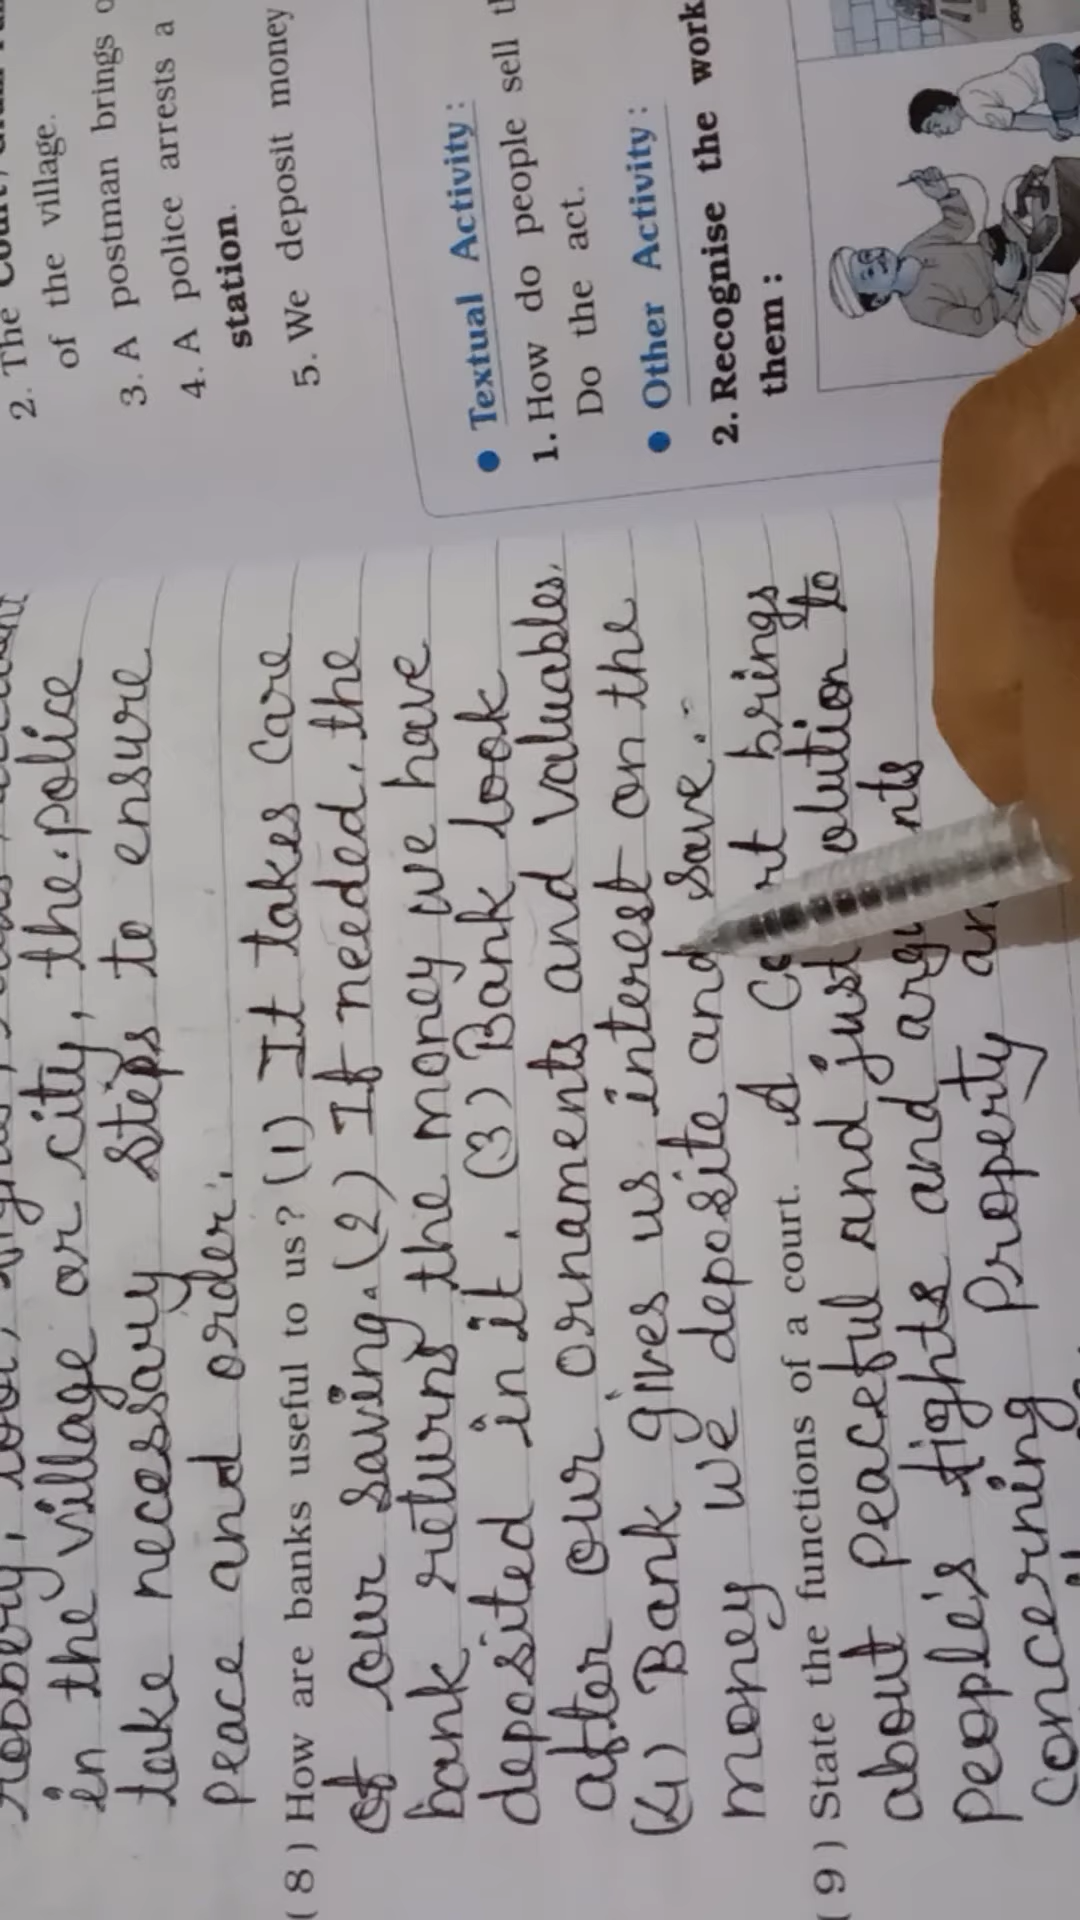 in the village or city, the police
take necessary steps to ensure
peace and order.
( 8 ) How are banks useful to us? (1) It takes care
of our saving. (2) If needed, the
bank returns the money we have
deposited in it. (3) Bank look
after our ornaments and valuables.
(4) Bank gives us interest on the
money we deposite and save.
( 9 ) State the functions of a court. A brings
about peaceful and just to
people's fights and
concerning property
2. The
of the village.
3. A postman brings
4. A police arrests a
station.
5. We deposit money
• Textual Activity :
1. How do people sell
Do the act.
• Other Activity :
2. Recognise the work
them :